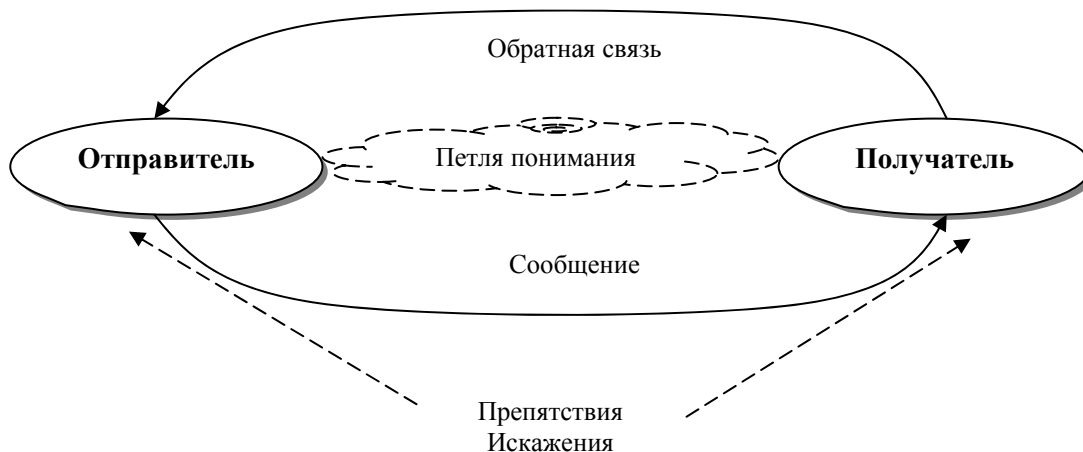 Обратная связь
Отправитель
Петля понимания
Получатель
Сообщение
Препятствия
Искажения